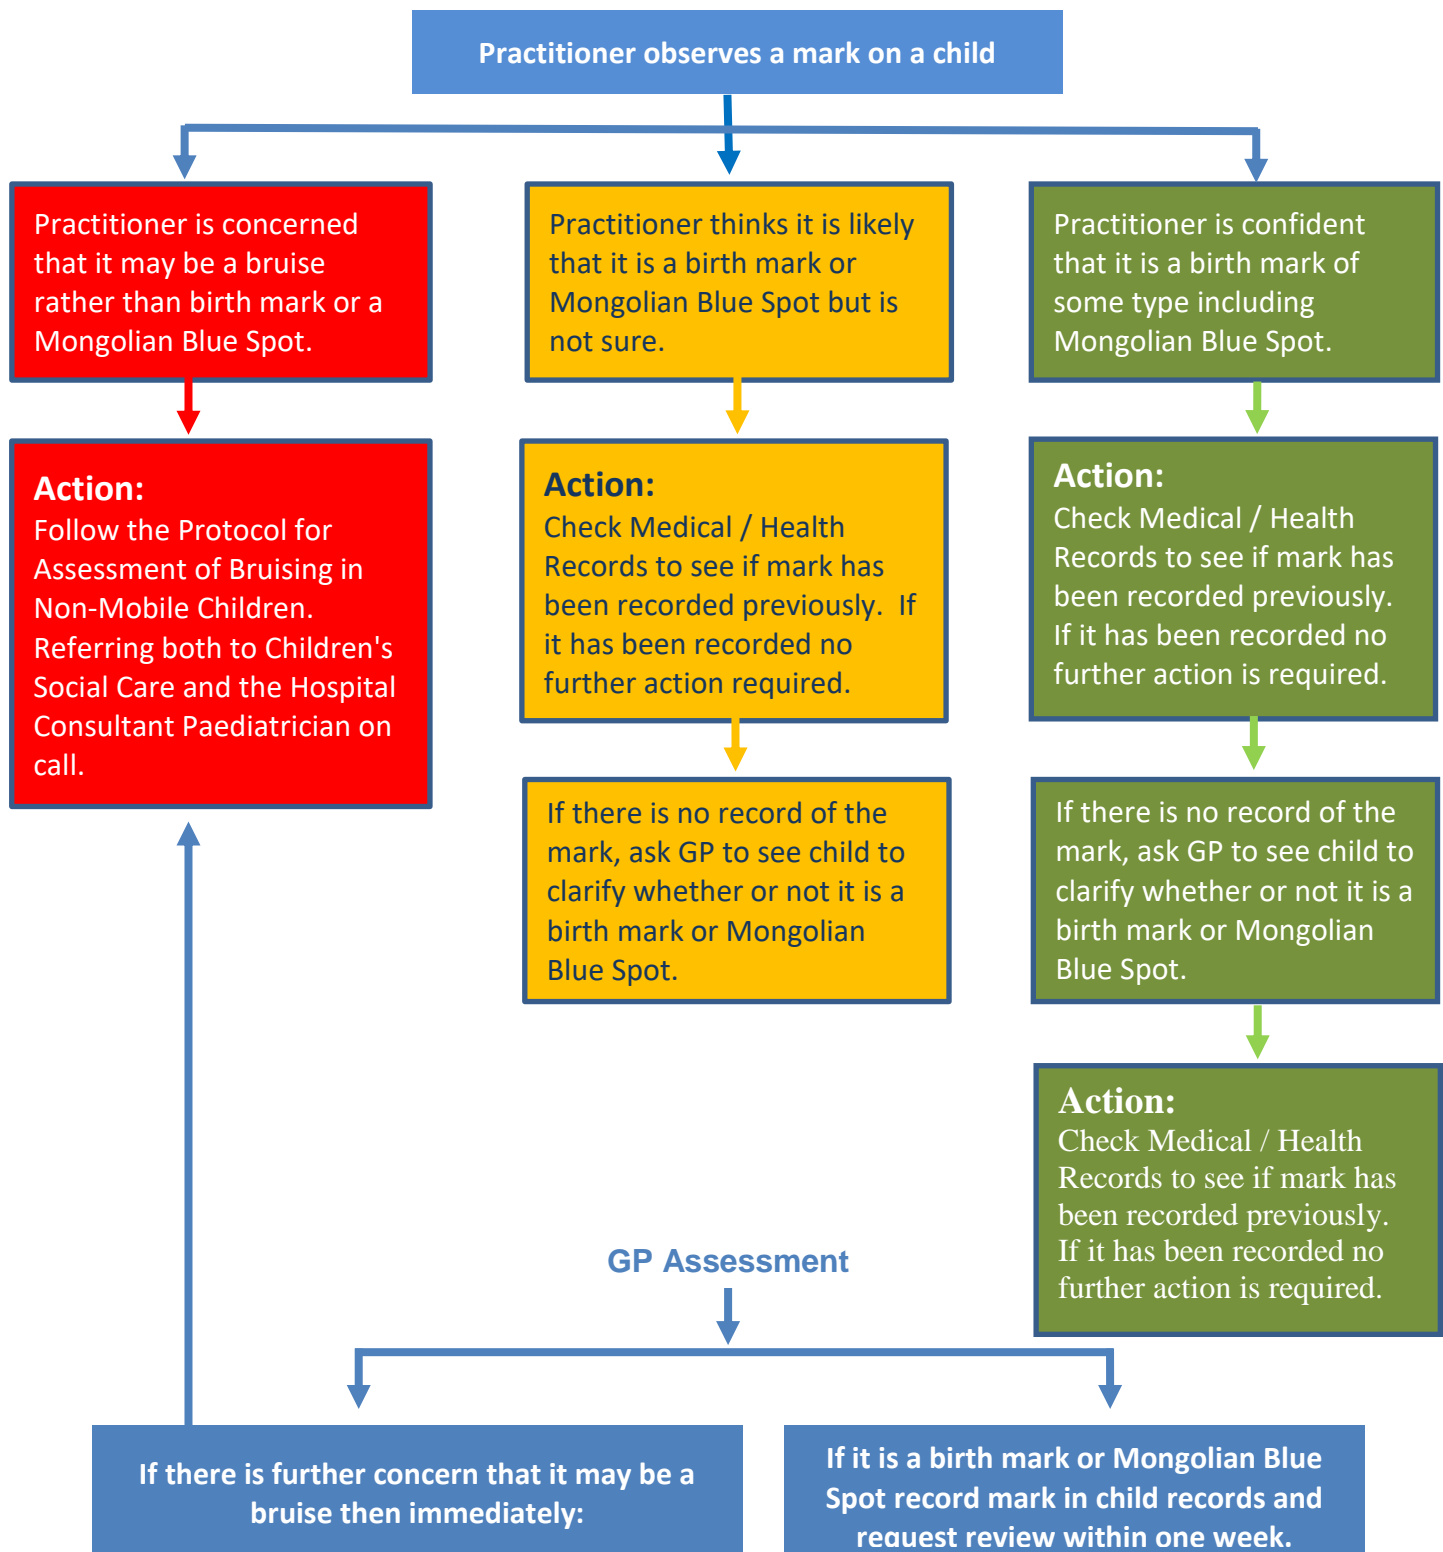 Practitioner observes a mark on a child
Practitioner is concerned
that it may be a bruise
rather than birth mark or a
Mongolian Blue Spot.
Practitioner thinks it is likely
that it is a birth mark or
Mongolian Blue Spot but is
not sure.
Practitioner is confident
that it is a birth mark of
some type including
Mongolian Blue Spot.
Action:
Follow the Protocol for
Assessment of Bruising in
Non-Mobile Children.
Referring both to Children's
Social Care and the Hospital
Consultant Paediatrician on
call.
Action:
Check Medical / Health
Records to see if mark has
been recorded previously.  If
it has been recorded no
further action required.
Action:
Check Medical / Health
Records to see if mark has
been recorded previously.
If it has been recorded no
further action is required.
If there is no record of the
mark, ask GP to see child to
clarify whether or not it is a
birth mark or Mongolian
Blue Spot.
If there is no record of the
mark, ask GP to see child to
clarify whether or not it is a
birth mark or Mongolian
Blue Spot.
Action:
Check Medical / Health
Records to see if mark has
been recorded previously.
If it has been recorded no
further action is required.
GP Assessment
If there is further concern that it may be a
bruise then immediately:
If it is a birth mark or Mongolian Blue
Spot record mark in child records and
request review within one week.